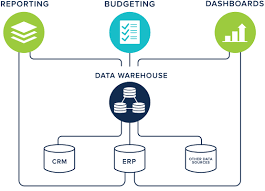 REPORTING
BUDGETING
DASHBOARDS
DATA WAREHOUSE
CRM
ERP
OTHER DATA
SOURCES